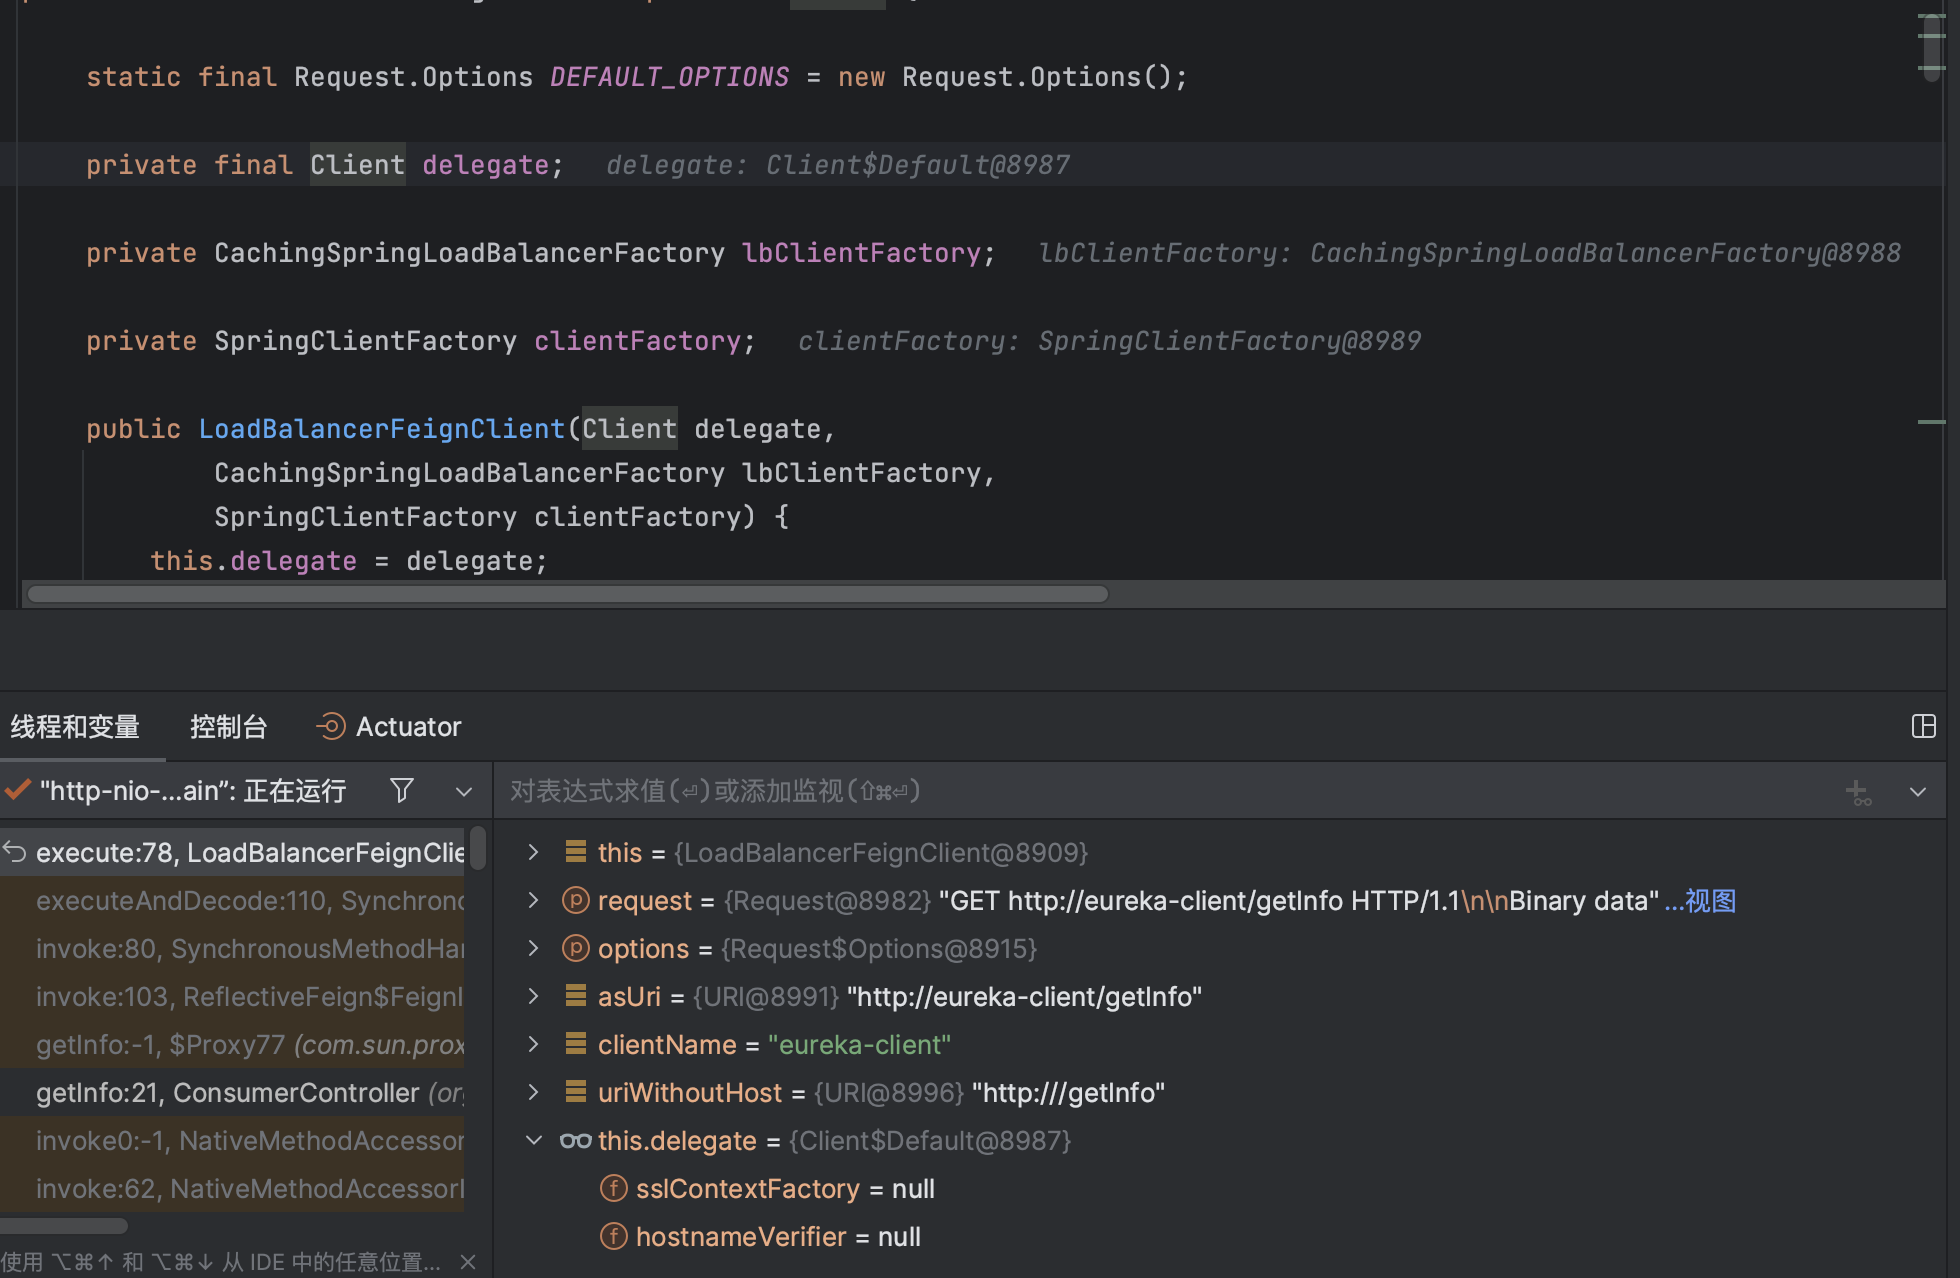 static final Request.Options DEFAULT_OPTIONS = new Request.Options();
private final Client delegate;   delegate: Client$Default@8987
private CachingSpringLoadBalancerFactory lbClientFactory;   lbClientFactory: CachingSpringLoadBalancerFactory@8988
private SpringClientFactory clientFactory;   clientFactory: SpringClientFactory@8989
public LoadBalancerFeignClient(Client delegate,
CachingSpringLoadBalancerFactory lbClientFactory,
SpringClientFactory clientFactory) {
this.delegate = delegate;
线程和变量 控制台 Actuator
"http-nio-...ain”: 正在运行
对表达式求值(⏎)或添加监视(⇧⌘⏎)
execute:78, LoadBalancerFeignClie
executeAndDecode:110, Synchrono
invoke:80, SynchronousMethodHa
invoke:103, ReflectiveFeign$FeignI
getInfo:-1, $Proxy77 (com.sun.prox
getInfo:21, ConsumerController (org
invoke0:-1, NativeMethodAccessor
invoke:62, NativeMethodAccessorI
使用 ⌥⌘↑ 和 ⌥⌘↓ 从 IDE 中的任意位置...
this = {LoadBalancerFeignClient@8909}
request = {Request@8982} "GET http://eureka-client/getInfo HTTP/1.1\n\nBinary data" ...视图
options = {Request$Options@8915}
asUri = {URI@8991} "http://eureka-client/getInfo"
clientName = "eureka-client"
uriWithoutHost = {URI@8996} "http:///getInfo"
this.delegate = {Client$Default@8987}
sslContextFactory = null
hostnameVerifier = null